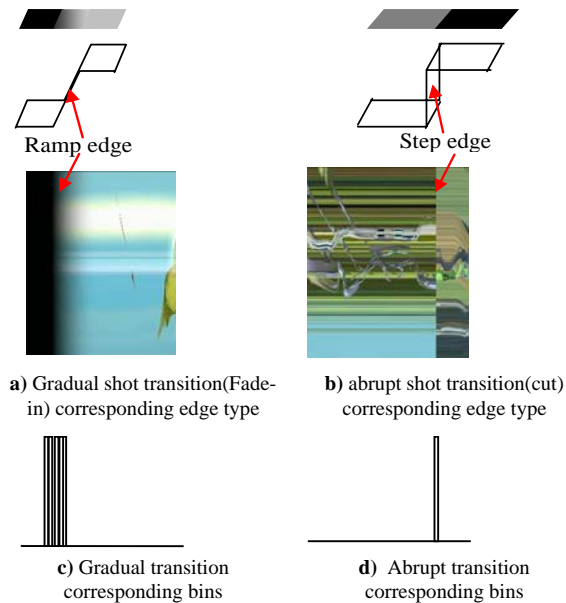 Ramp edge
Step edge
a) Gradual shot transition(Fade-
in) corresponding edge type
b) abrupt shot transition(cut)
corresponding edge type
c) Gradual transition
corresponding bins
d) Abrupt transition
corresponding bins